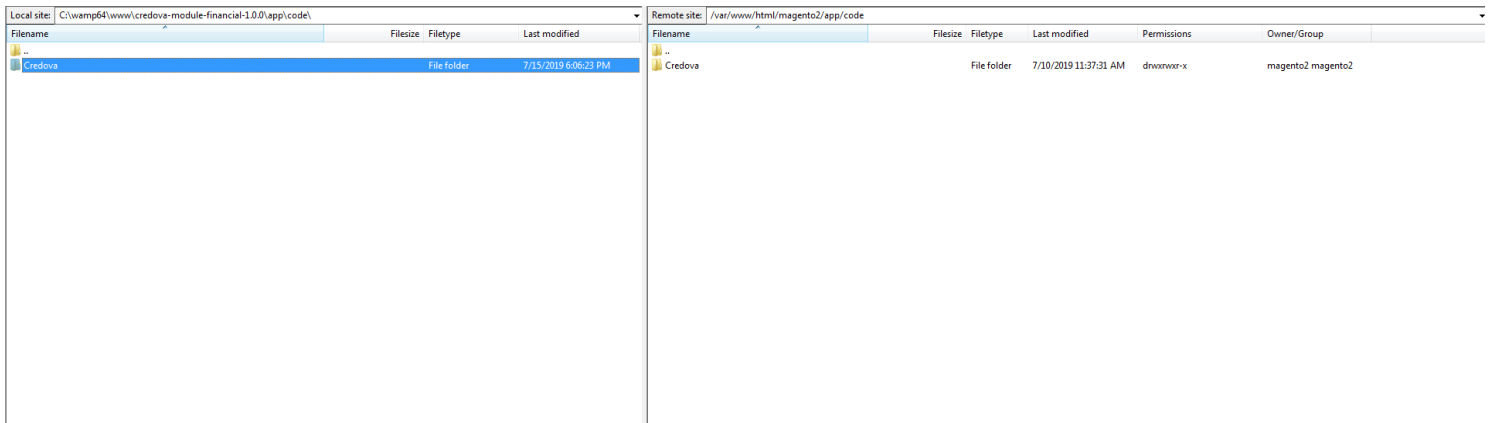 Local site: C:\wamp64\www\credova-module-financial-1.0.0\app\code\
Filename Filesize Filetype Last modified
..
Credova File folder 7/15/2019 6:06:23 PM
Remote site: /var/www/html/magento2/app/code
Filename Filesize Filetype Last modified Permissions Owner/Group
..
Credova File folder 7/10/2019 11:37:31 AM drwxrwxr-x magento2 magento2